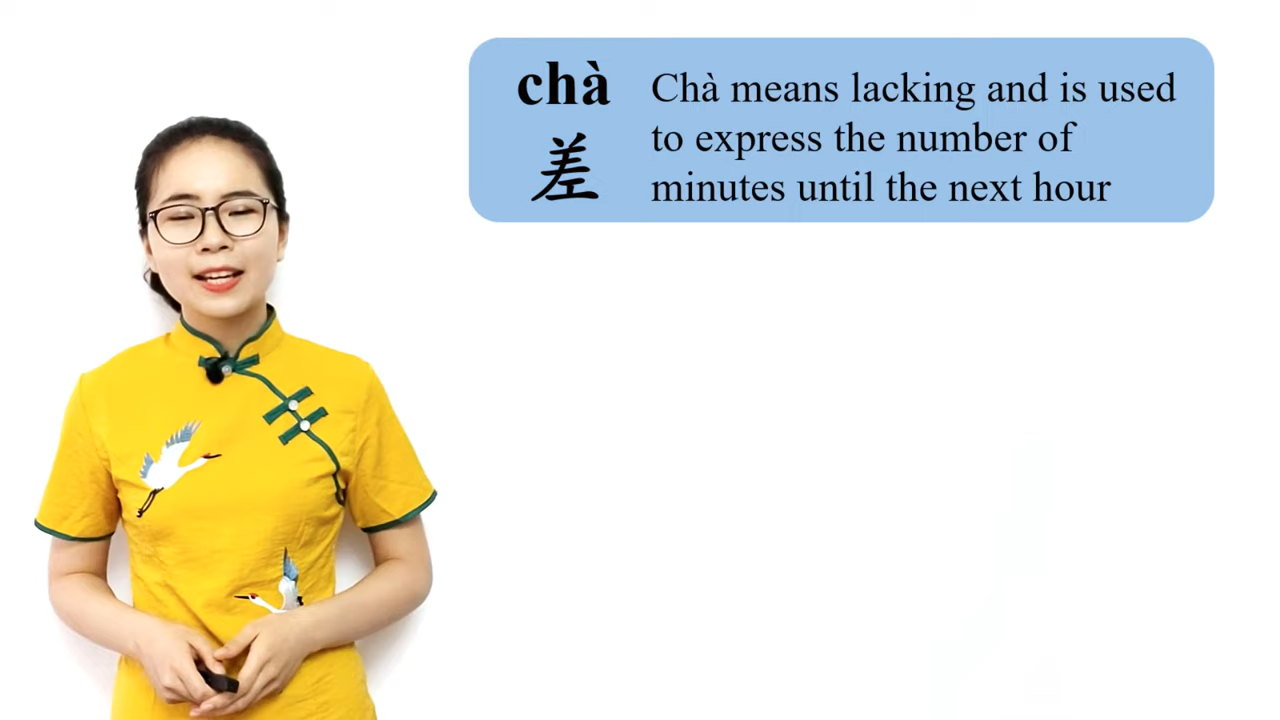 chà
差
Chà means lacking and is used
to express the number of
minutes until the next hour